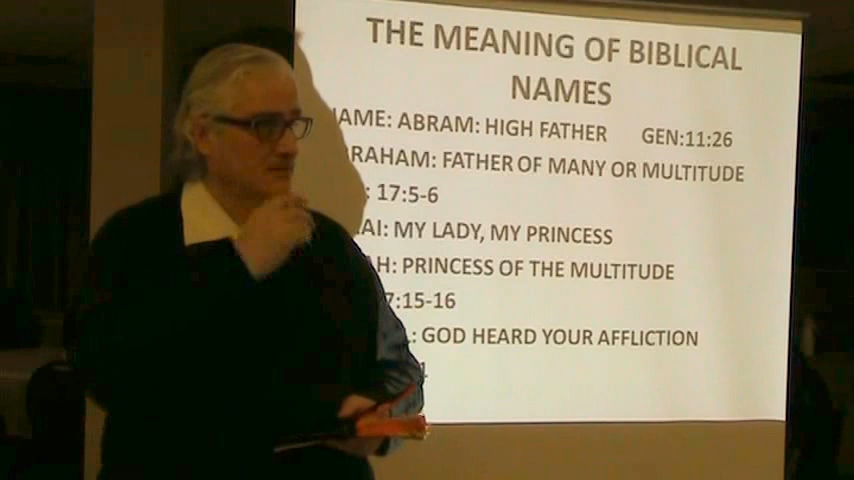 THE MEANING OF BIBLICAL
NAMES
AME: ABRAM: HIGH FATHER GEN:11:26
RAHAM: FATHER OF MANY OR MULTITUDE
: 17:5-6
AI: MY LADY, MY PRINCESS
AH: PRINCESS OF THE MULTITUDE
7:15-16
: GOD HEARD YOUR AFFLICTION
1